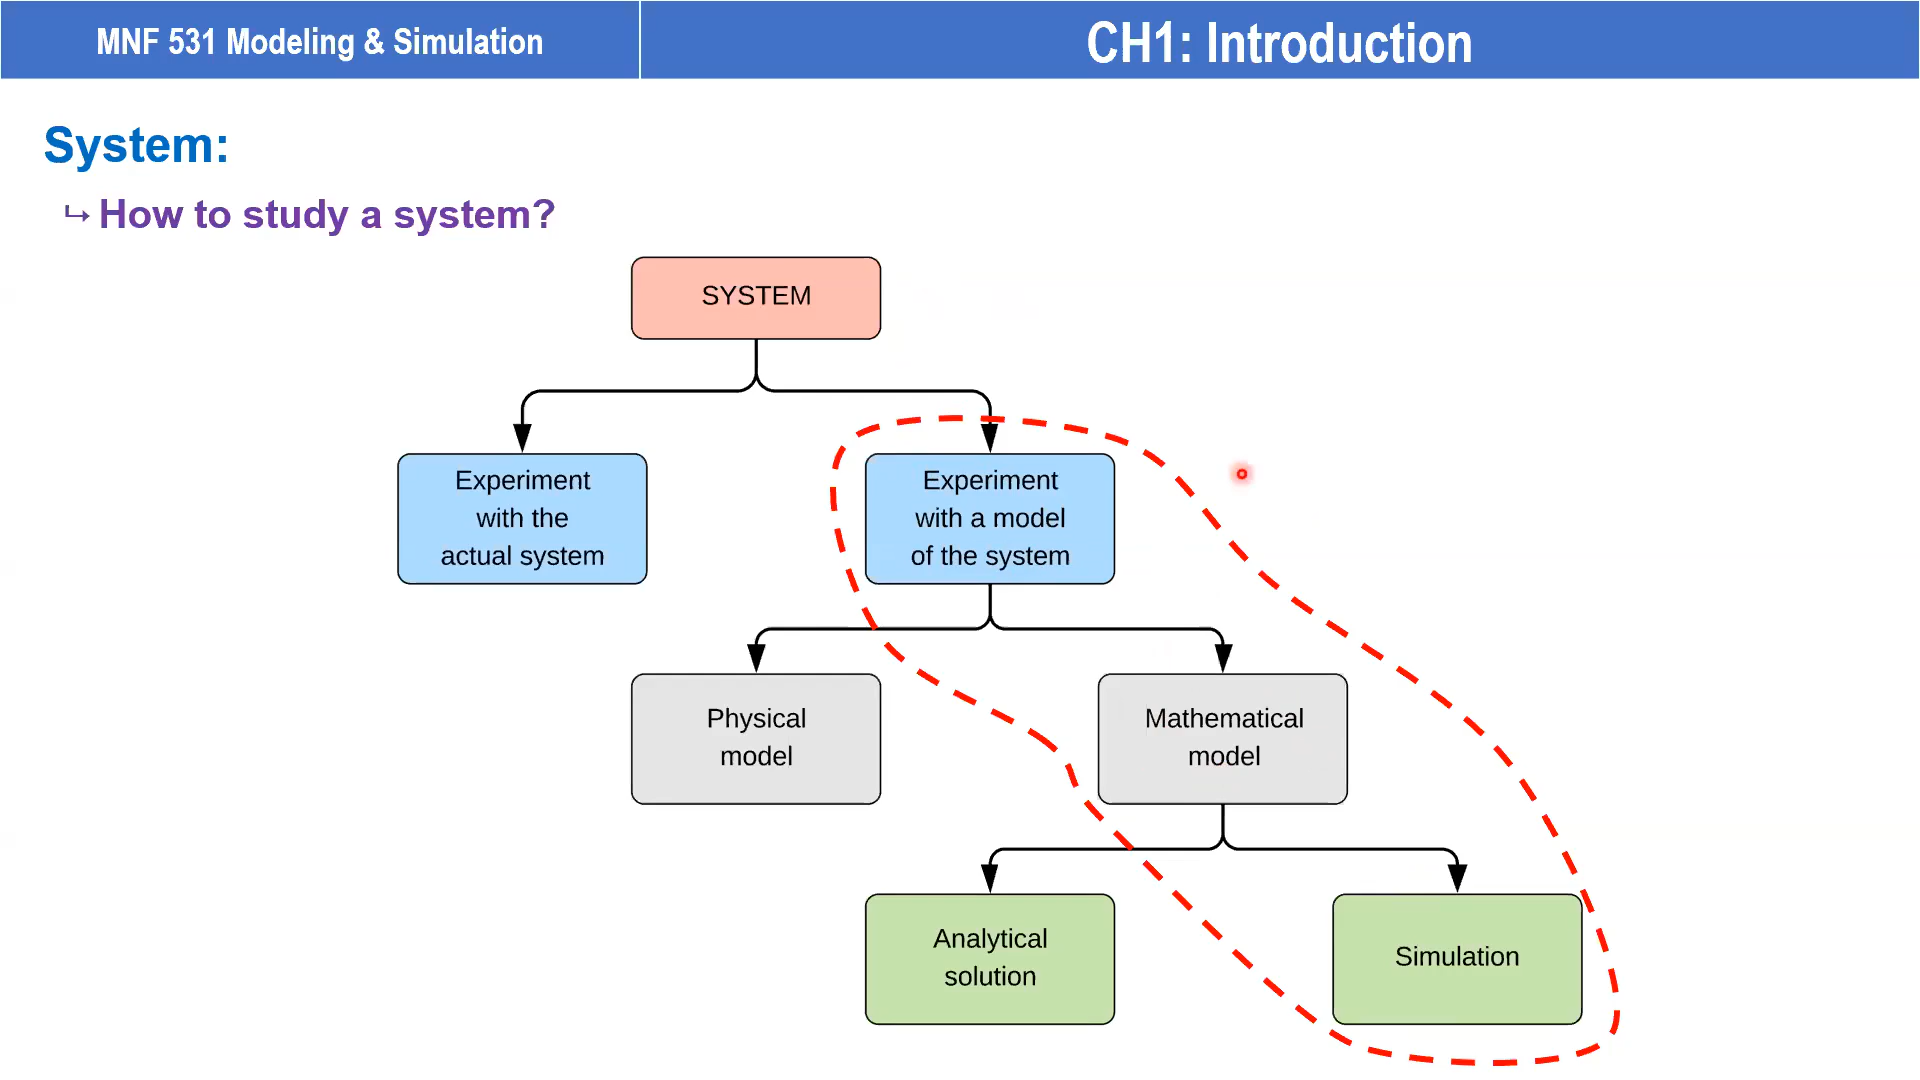 MNF 531 Modeling & Simulation
CH1: Introduction
System:
↳ How to study a system?
SYSTEM
Experiment
with the
actual system
Experiment
with a model
of the system
Physical
model
Mathematical
model
Analytical
solution
Simulation